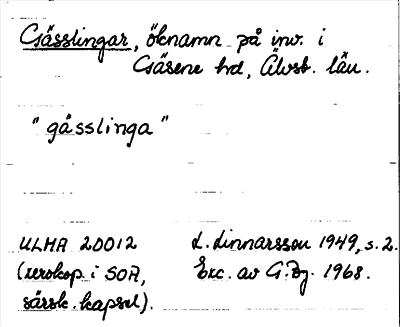 Gässlingar, öknamn på inv. i
Gäsene hd, Älvsb. län.
"gässlinga"
ULMA 20012
L. Linnarsson 1949, s. 2.
(xerokop. i SOA,
Exc. av G. Bj. 1968.
särsk. kapsel).